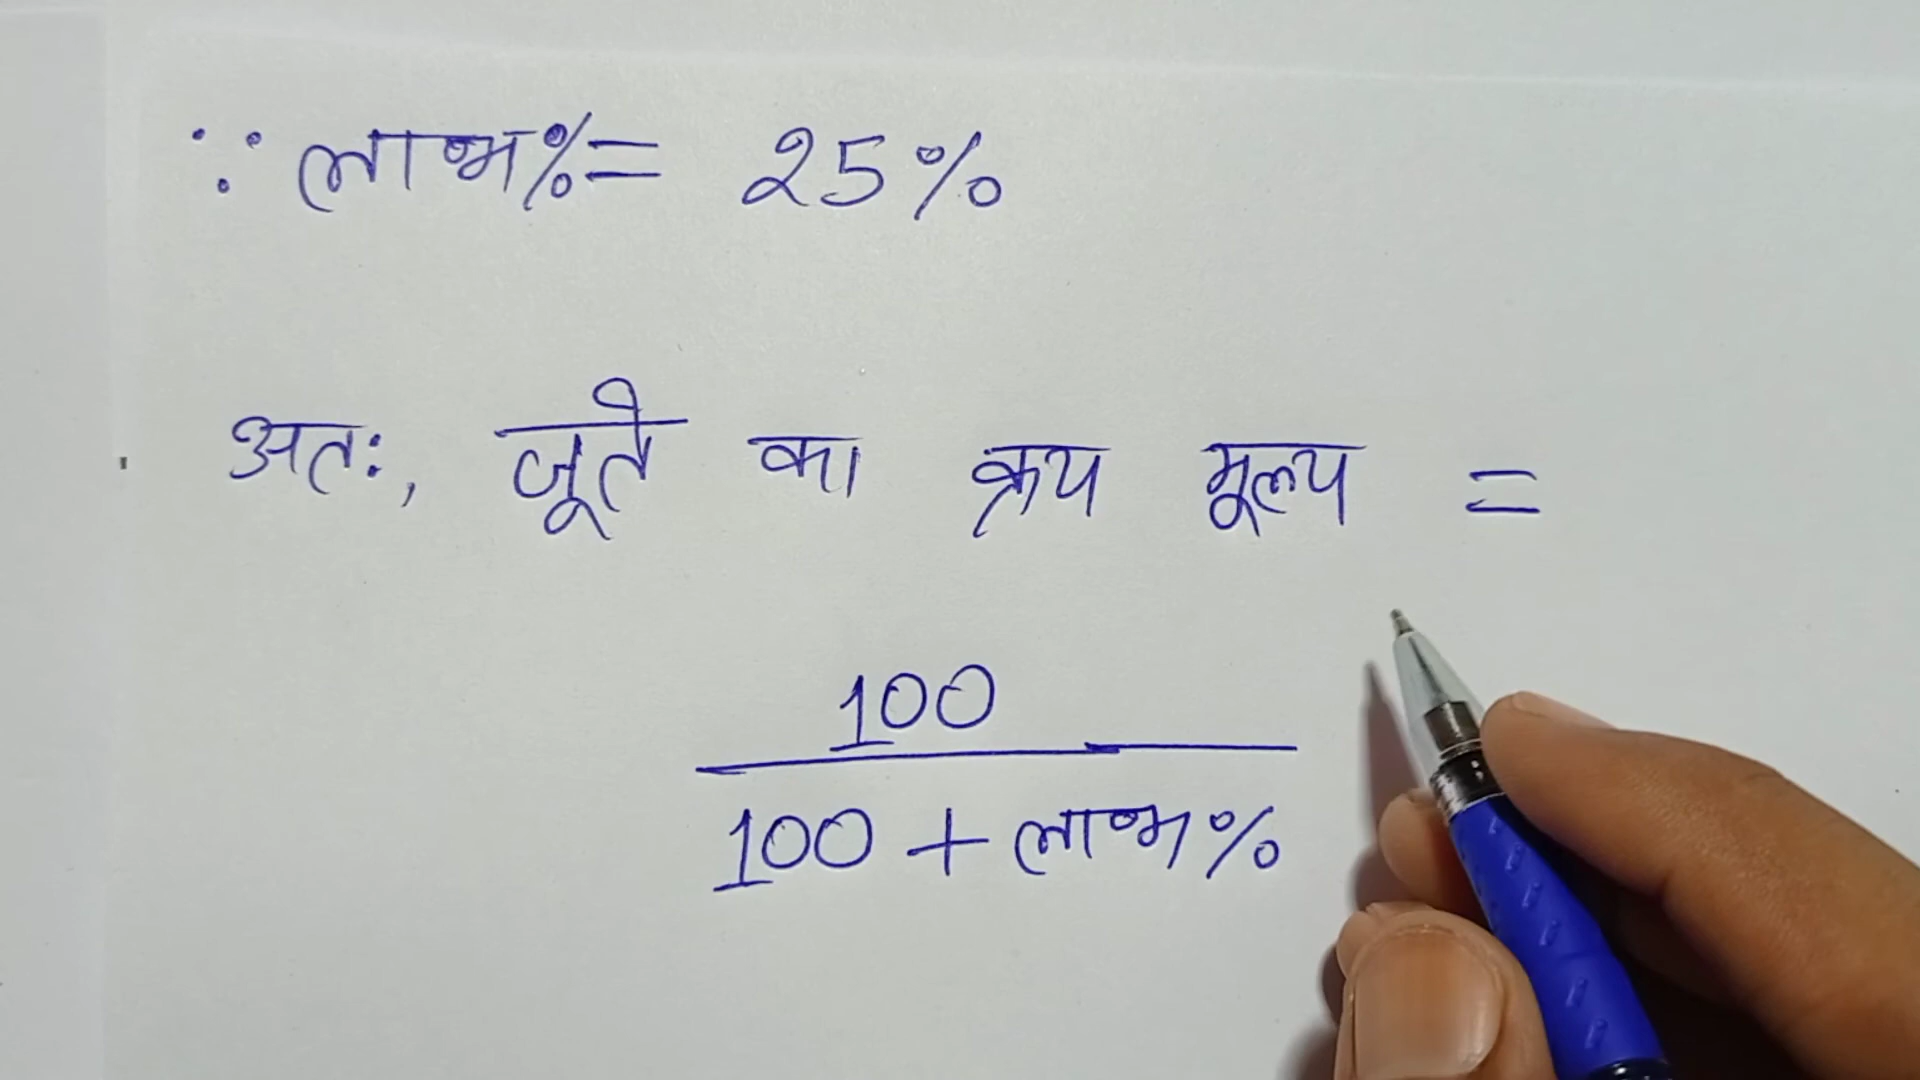 ∵ लाभ% = 25%
अतः, जूते का क्रय मूल्य =
100
100 + लाभ%